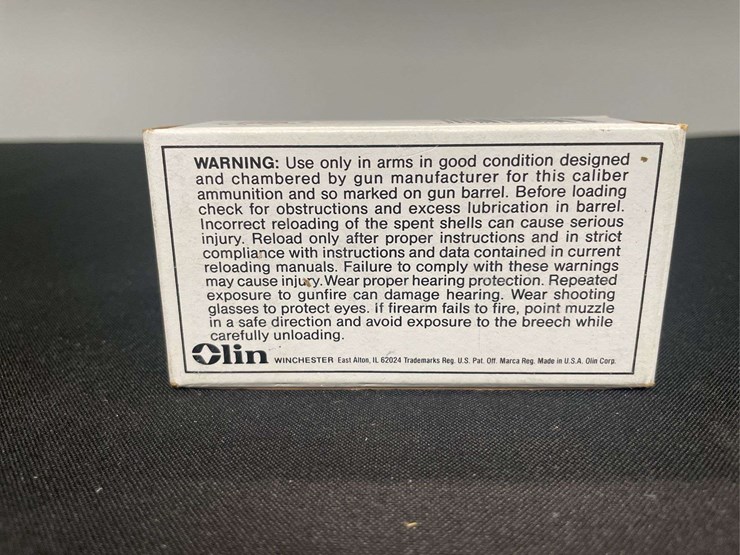 WARNING: Use only in arms in good condition designed
and chambered by gun manufacturer for this caliber
ammunition and so marked on gun barrel. Before loading
check for obstructions and excess lubrication in barrel.
Incorrect reloading of the spent shells can cause serious
injury. Reload only after proper instructions and in strict
compliance with instructions and data contained in current
reloading manuals. Failure to comply with these warnings
may cause injury. Wear proper hearing protection. Repeated
exposure to gunfire can damage hearing. Wear shooting
glasses to protect eyes. If firearm fails to fire, point muzzle
in a safe direction and avoid exposure to the breech while
carefully unloading.
Olin WINCHESTER East Alton, IL 62024 Trademarks Reg. U.S. Pat. Off. Marca Reg. Made in U.S.A. Olin Corp.